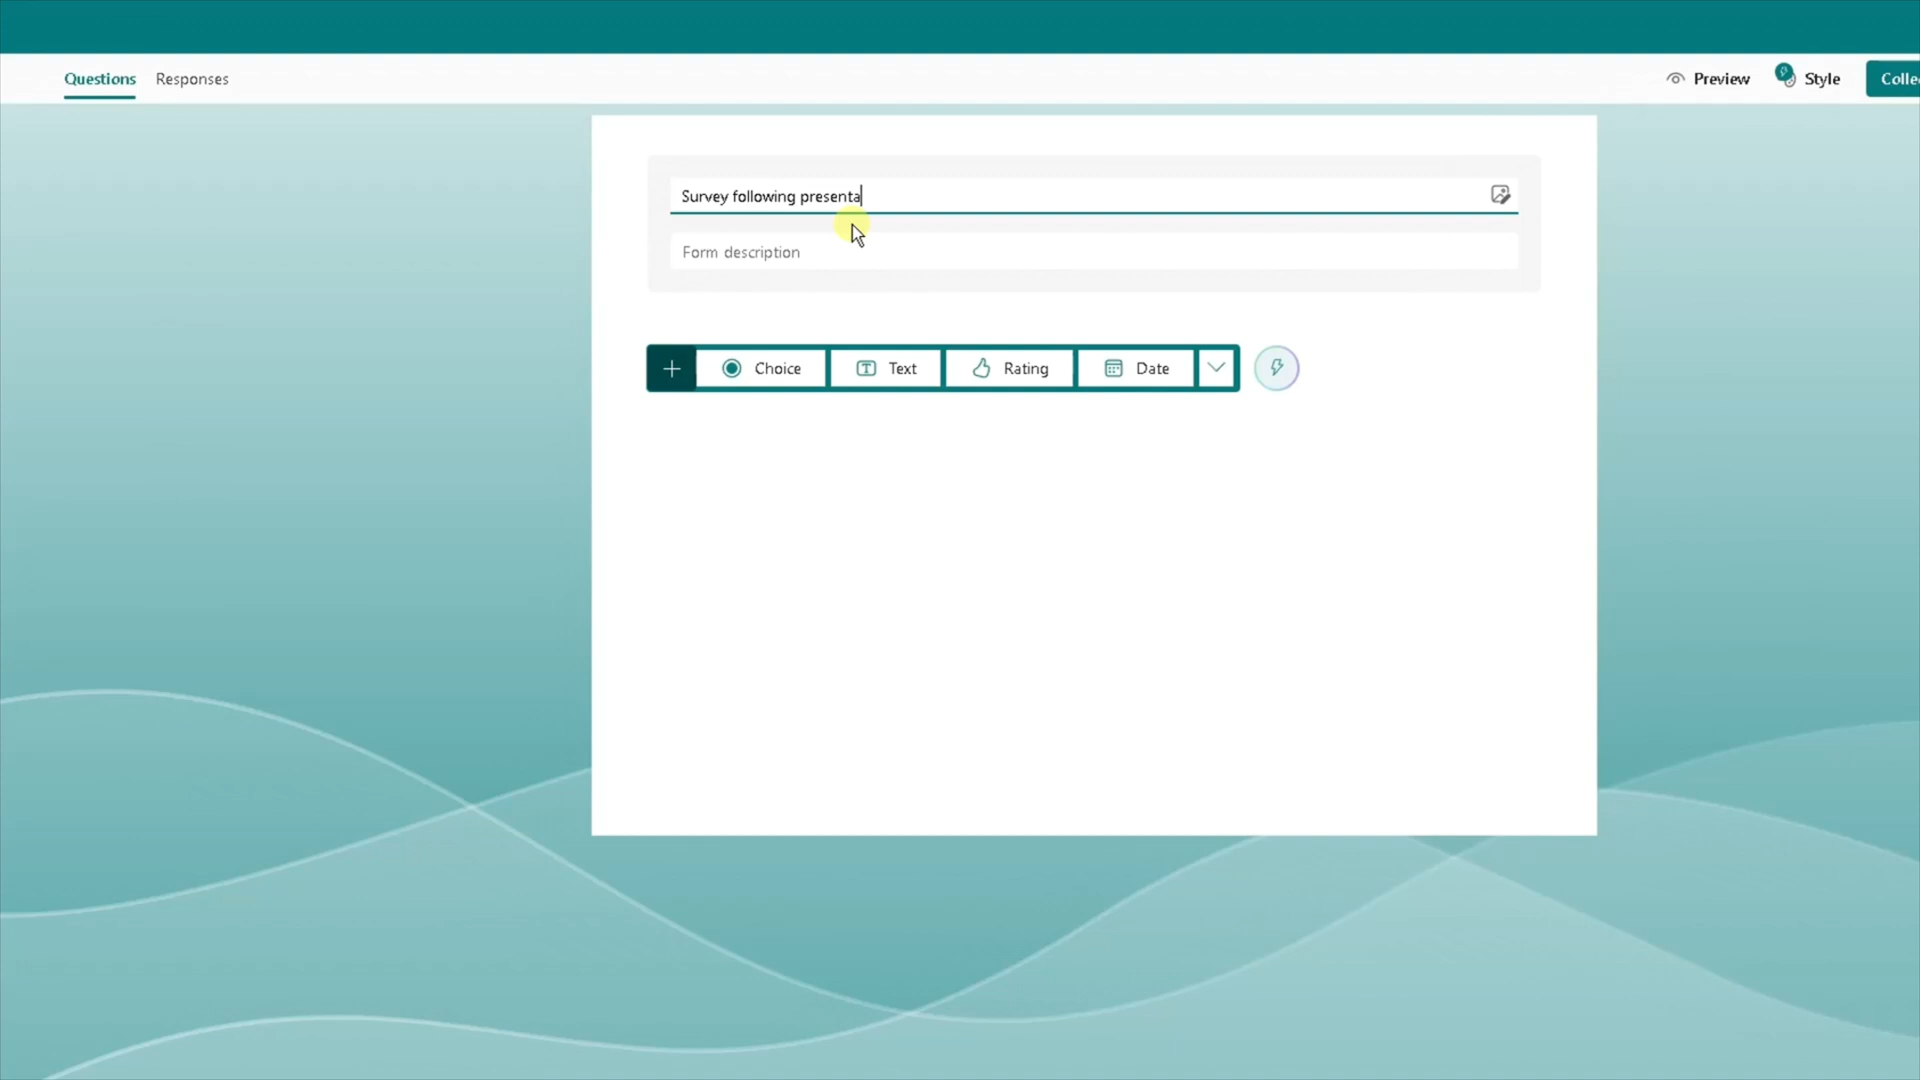 Questions Responses Preview Style Colle
Survey following presenta
Form description
Choice Text Rating Date